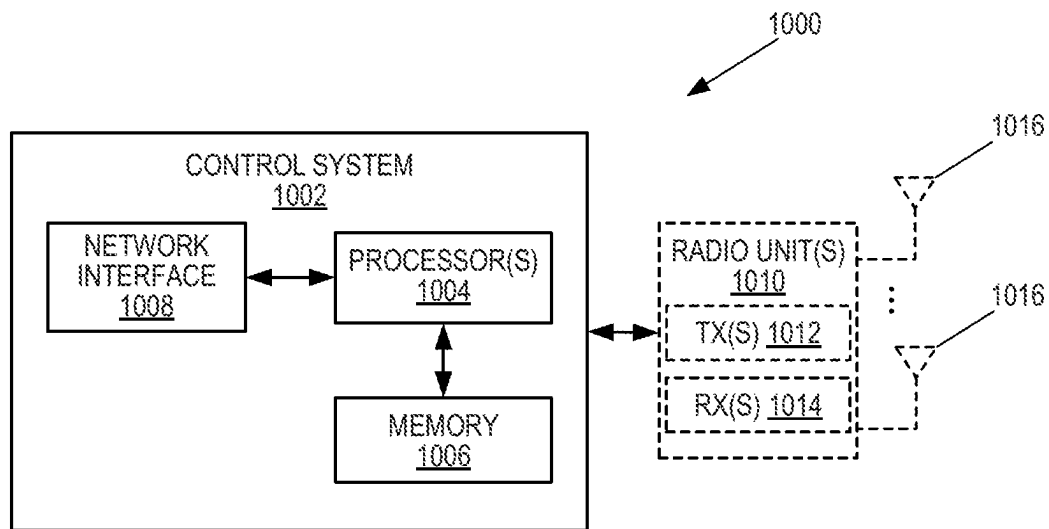 1000
1016
CONTROL SYSTEM
1002
NETWORK
INTERFACE
1008
PROCESSOR(S)
1004
MEMORY
1006
RADIO UNIT(S)
1010
TX(S) 1012
RX(S) 1014
1016